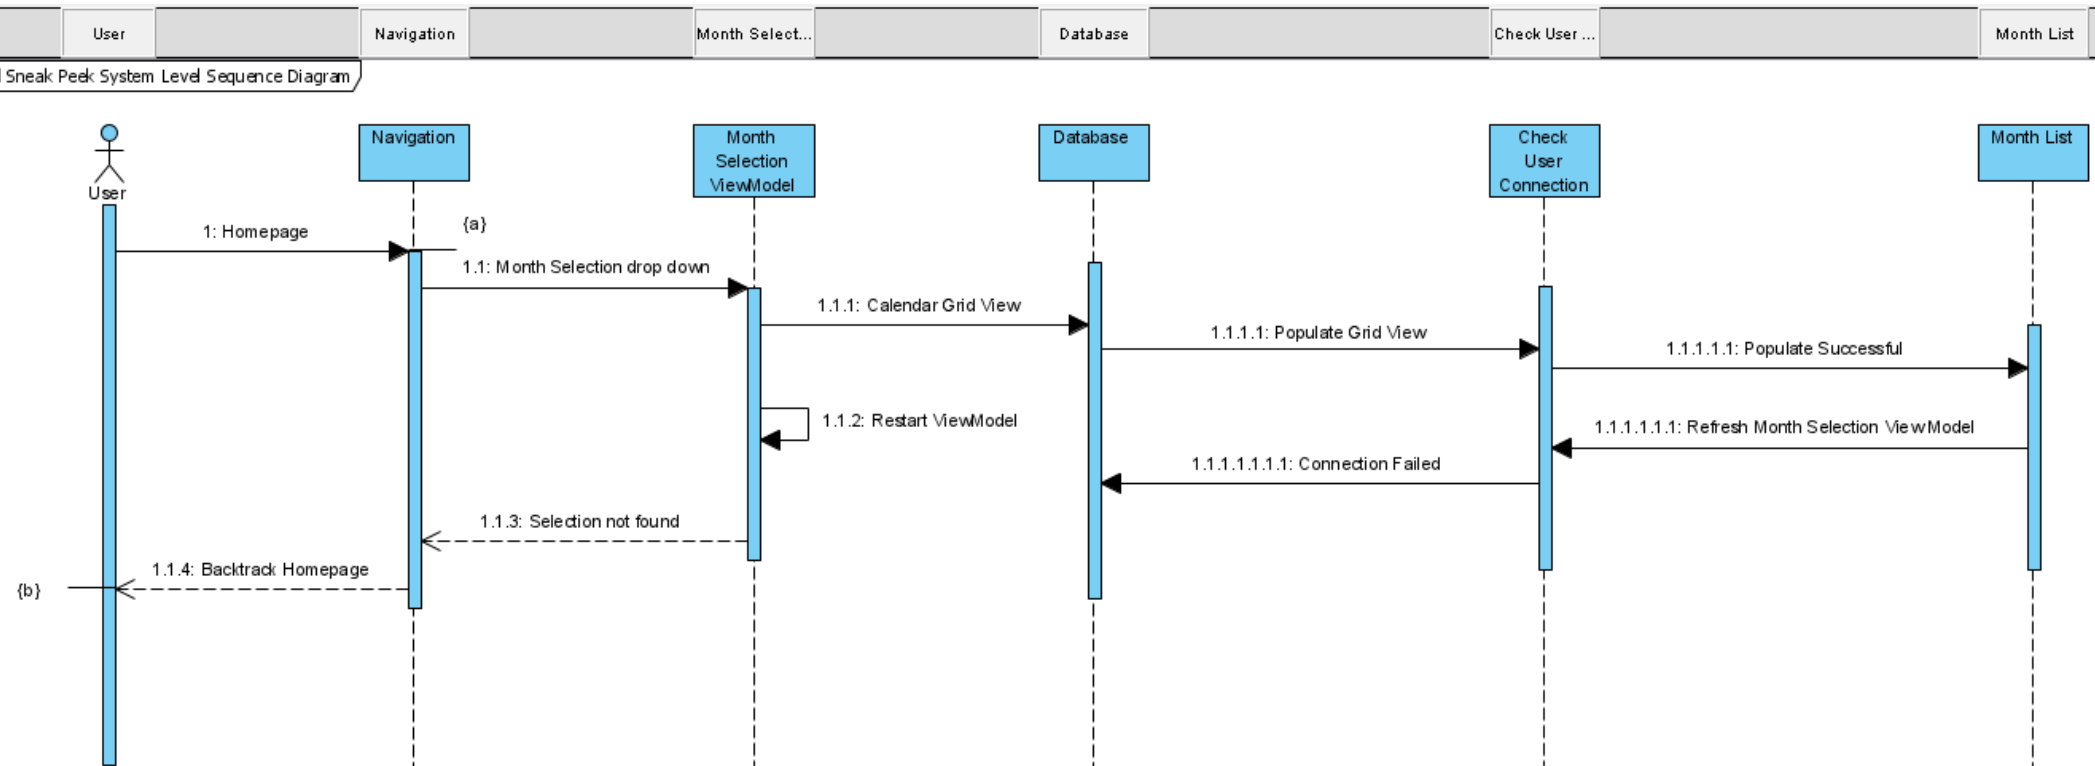 User
Navigation
Month Select...
Database
Check User ...
Month List
Sneak Peek System Level Sequence Diagram
User
Navigation
Month
Selection
ViewModel
Database
Check
User
Connection
Month List
1: Homepage
{a}
1.1: Month Selection drop down
1.1.1: Calendar Grid View
1.1.1.1: Populate Grid View
1.1.1.1.1: Populate Successful
1.1.2: Restart ViewModel
1.1.1.1.1.1: Refresh Month Selection ViewModel
1.1.1.1.1.1.1: Connection Failed
1.1.3: Selection not found
1.1.4: Backtrack Homepage
{b}